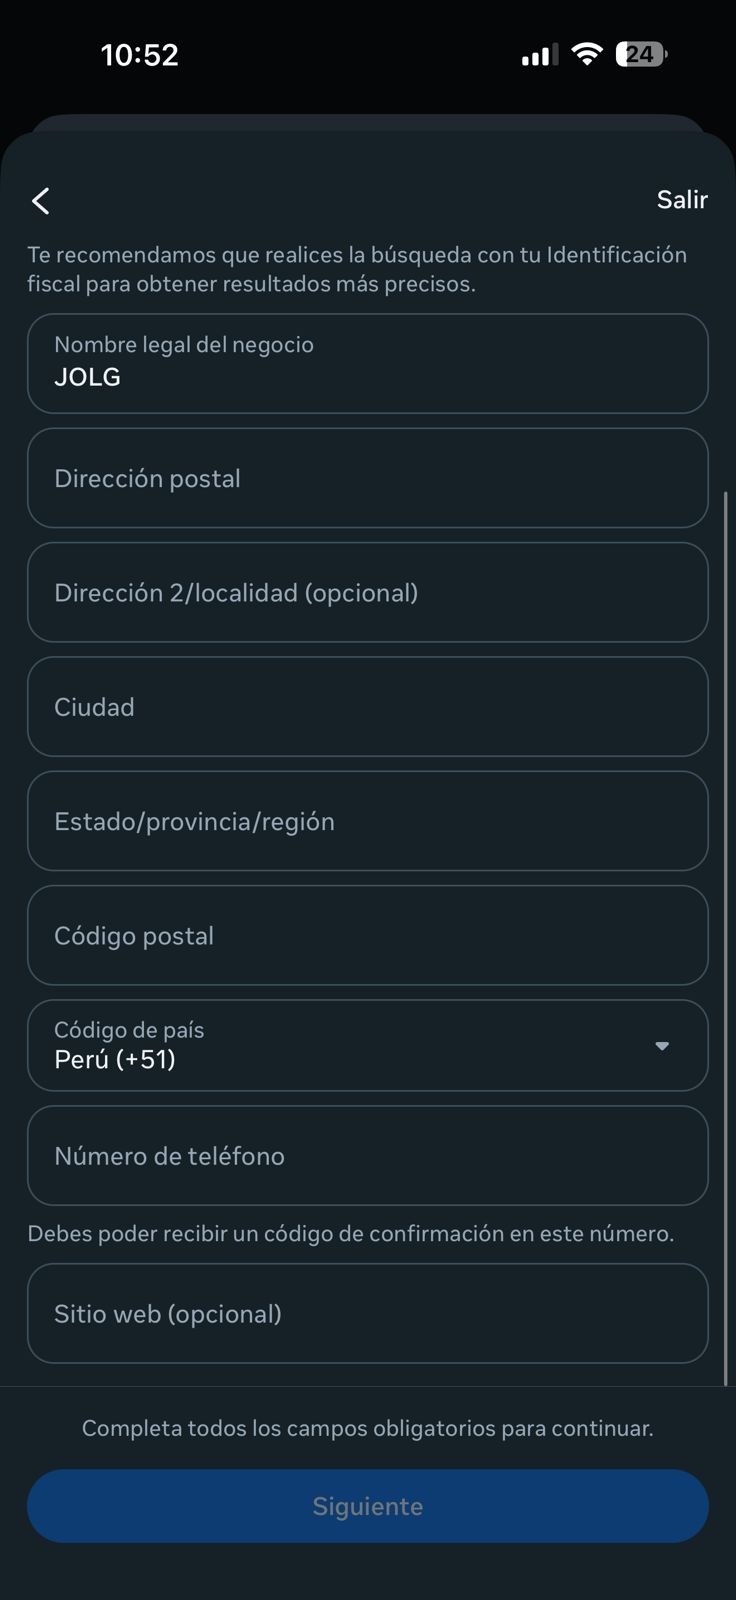 10:52
24
Salir
Te recomendamos que realices la búsqueda con tu Identificación
fiscal para obtener resultados más precisos.
Nombre legal del negocio
JOLG
Dirección postal
Dirección 2/localidad (opcional)
Ciudad
Estado/provincia/región
Código postal
Código de país
Perú (+51)
Número de teléfono
Debes poder recibir un código de confirmación en este número.
Sitio web (opcional)
Completa todos los campos obligatorios para continuar.
Siguiente